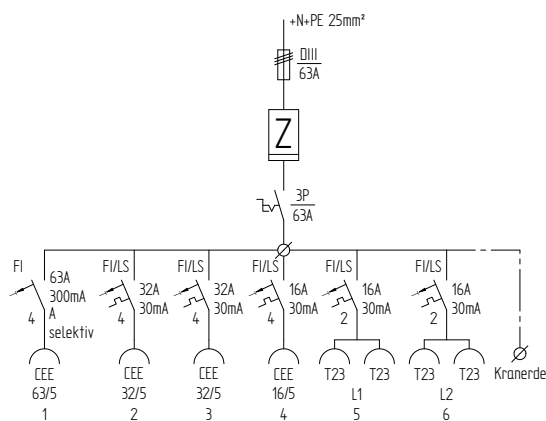 +N+PE 25mm²
DIII
63A
Z
3P
63A
FI FI/LS FI/LS FI/LS FI/LS FI/LS
63A 32A 32A 16A 16A 16A
300mA 30mA 30mA 30mA 30mA 30mA
4 A 4 4 4 2 2
selektiv
CEE CEE CEE CEE T23 T23 T23 T23 Kranerde
63/5 32/5 32/5 16/5 L1 L2
1 2 3 4 5 6